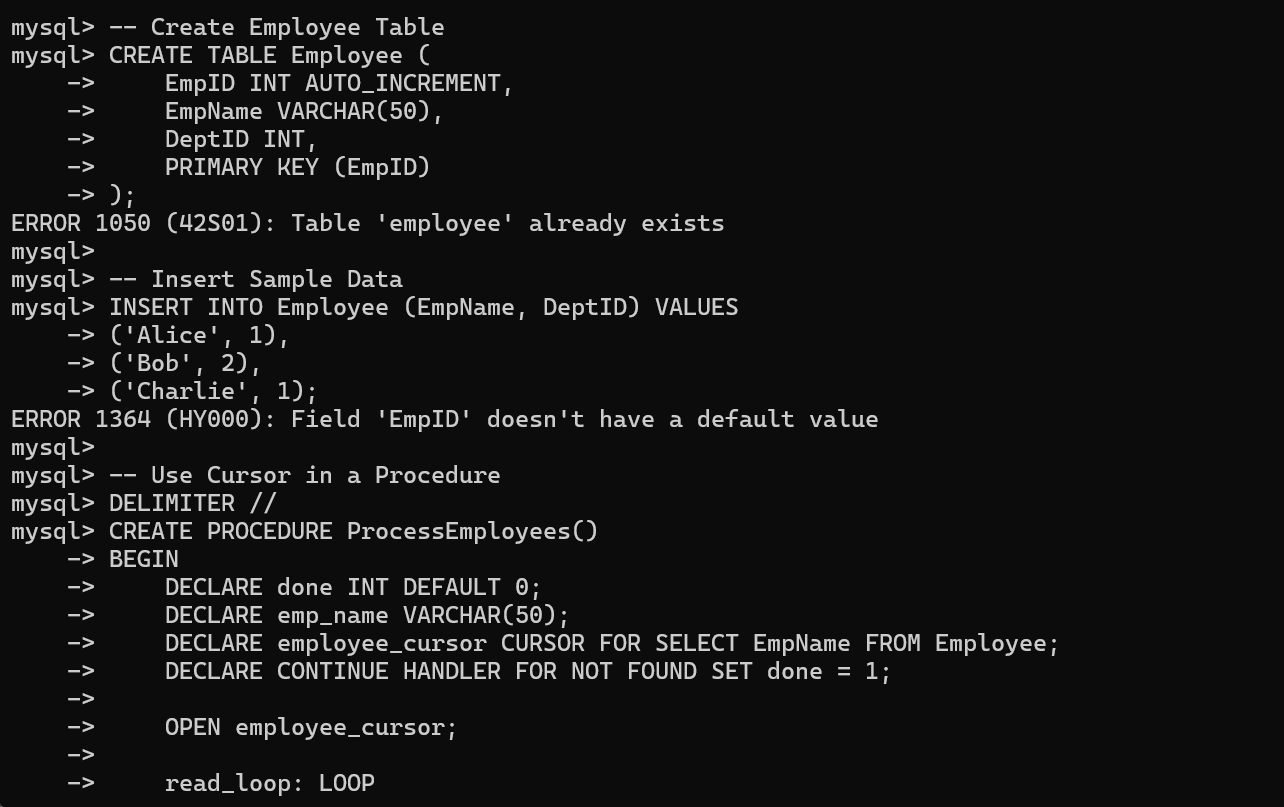 mysql> -- Create Employee Table
mysql> CREATE TABLE Employee (
    ->     EmpID INT AUTO_INCREMENT,
    ->     EmpName VARCHAR(50),
    ->     DeptID INT,
    ->     PRIMARY KEY (EmpID)
    -> );
ERROR 1050 (42S01): Table 'employee' already exists
mysql>
mysql> -- Insert Sample Data
mysql> INSERT INTO Employee (EmpName, DeptID) VALUES
    -> ('Alice', 1),
    -> ('Bob', 2),
    -> ('Charlie', 1);
ERROR 1364 (HY000): Field 'EmpID' doesn't have a default value
mysql>
mysql> -- Use Cursor in a Procedure
mysql> DELIMITER //
mysql> CREATE PROCEDURE ProcessEmployees()
    -> BEGIN
    ->     DECLARE done INT DEFAULT 0;
    ->     DECLARE emp_name VARCHAR(50);
    ->     DECLARE employee_cursor CURSOR FOR SELECT EmpName FROM Employee;
    ->     DECLARE CONTINUE HANDLER FOR NOT FOUND SET done = 1;
    ->
    ->     OPEN employee_cursor;
    ->
    ->     read_loop: LOOP